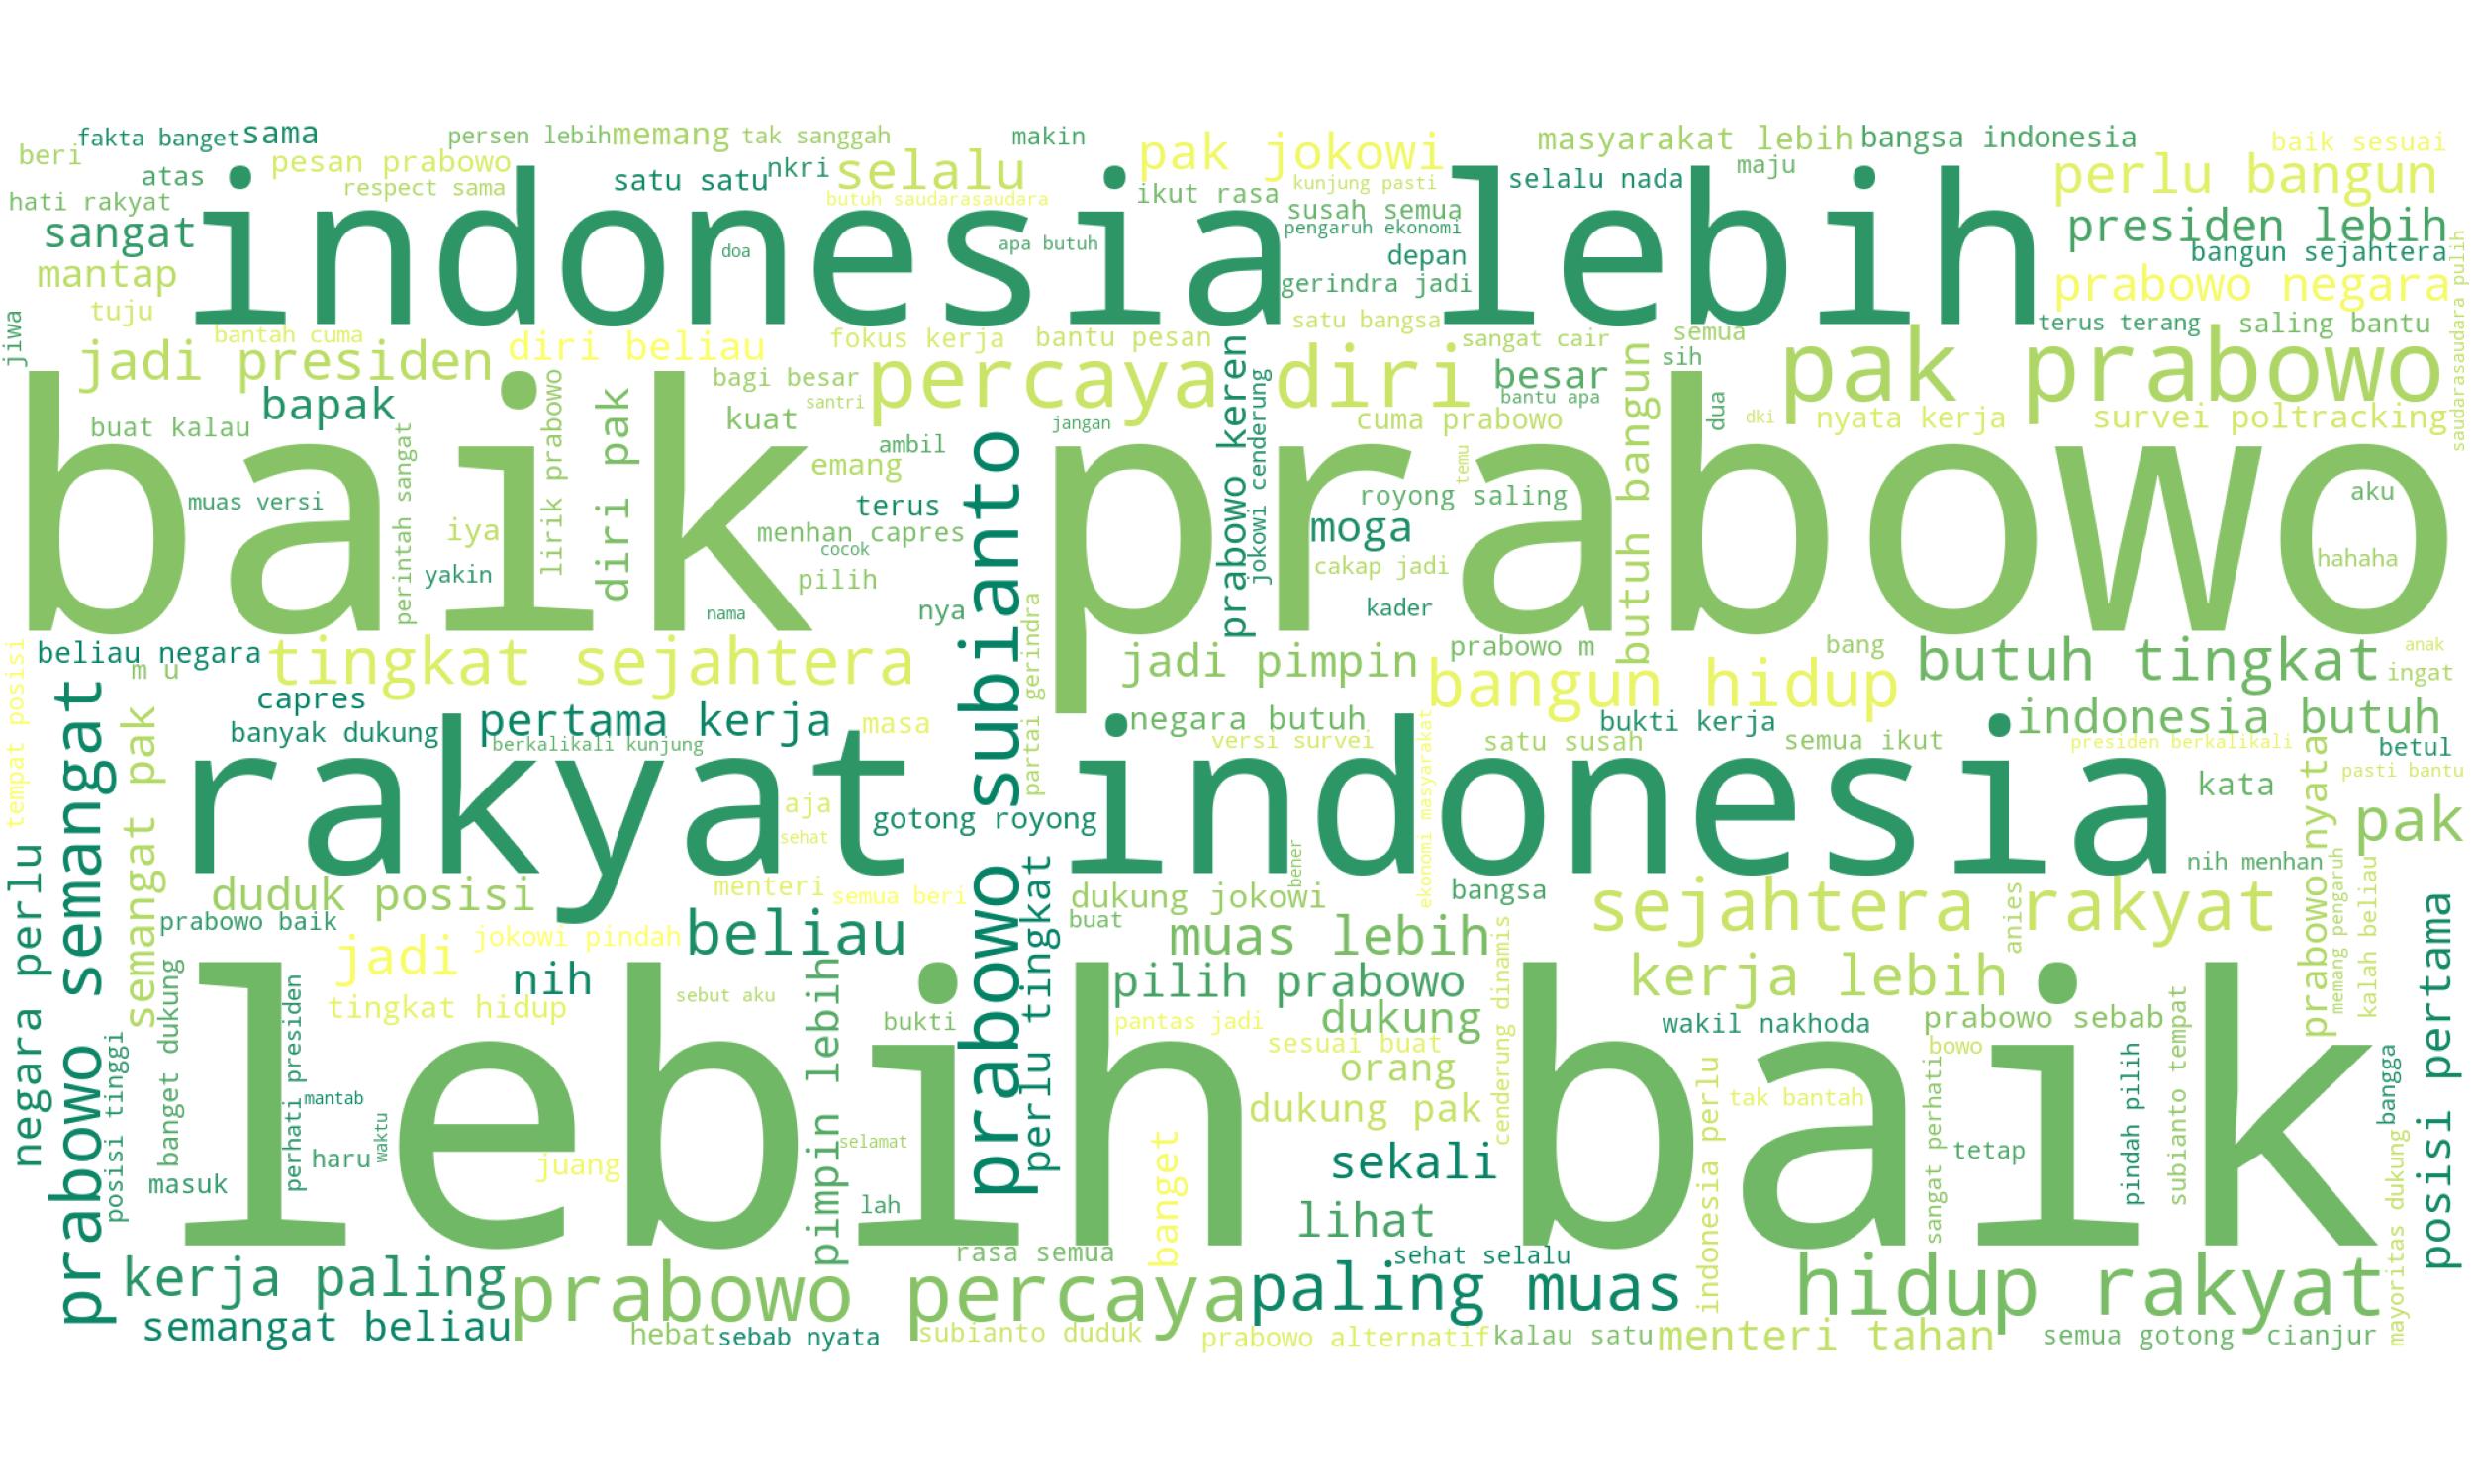 fakta banget
sama
persen lebih
memang
tak sanggah
makin
masyarakat lebih
bangsa indonesia
baik sesuai
beri
pesan prabowo
nkri
selalu
pak jokowi
maju
atas
respect sama
satu satu
ikut rasa
kunjung pasti
selalu nada
perlu bangun
hati rakyat
butuh saudarasaudara
susah semua
sangat
indonesia lebih
pengaruh ekonomi
presiden lebih
doa
apa butuh
depan
bangun sejahtera
mantap
gerindra jadi
prabowo negara
saudarasaudara pulih
tuju
satu bangsa
terus terang
saling bantu
jiwa
bantah cuma
diri beliau
fokus kerja
bantu pesan
sangat cair
semua
jadi presiden
percaya diri
sih
pak prabowo
bagi besar
besar
bapak
santri
bantu apa
buat kalau
kuat
jangan
cuma prabowo
dua
dki
nyata kerja
survei poltracking
lirik prabowo
diri pak
prabowo keren
jokowi cenderung
butuh bangun
ambil
emang
temu
baik prabowo
muas versi
perintah sangat
terus
royong saling
aku
iya
menhan capres
moga
cocok
hahaha
yakin
pilih
cakap jadi
nama
nya
kader
prabowo subianto
partai gerindra
beliau negara
m u
tingkat sejahtera
jadi pimpin
prabowo m
bang
butuh tingkat
anak
ingat
tempat posisi
capres
bangun hidup
prabowo semangat
semangat pak
banyak dukung
pertama kerja
masa
negara butuh
bukti kerja
indonesia butuh
berkalikali kunjung
versi survei
satu susah
semua ikut
presiden berkalikali
betul
pasti bantu
rakyat indonesia
aja
kata
sehat
gotong royong
ekonomi masyarakat
prabowo nyata
pak
bener
nih menhan
negara perlu
duduk posisi
menteri
semua beri
dukung jokowi
bangsa
sejahtera rakyat
anies
memang pengaruh
kalah beliau
posisi pertama
prabowo baik
jokowi pindah
beliau
buat
muas lebih
jadi
nih
perlu tingkat
pilih prabowo
kerja lebih
cenderung dinamis
tingkat hidup
sebut aku
lebih baik
banget dukung
perhati presiden
pimpin lebih
bukti
pantas jadi
dukung
wakil nakhoda
prabowo sebab
sesuai buat
bowo
orang
subianto tempat
posisi tinggi
mantab
dukung pak
tak bantah
bangga
waktu
selamat
haru
juang
banget
sekali
indonesia perlu
sangat perhati
tetap
pindah pilih
masuk
lah
lihat
mayoritas dukung
kerja paling
rasa semua
sehat selalu
prabowo percaya
paling muas
hidup rakyat
semangat beliau
hebat
sebab nyata
subianto duduk
prabowo alternatif
kalau satu
menteri tahan
semua gotong
cianjur